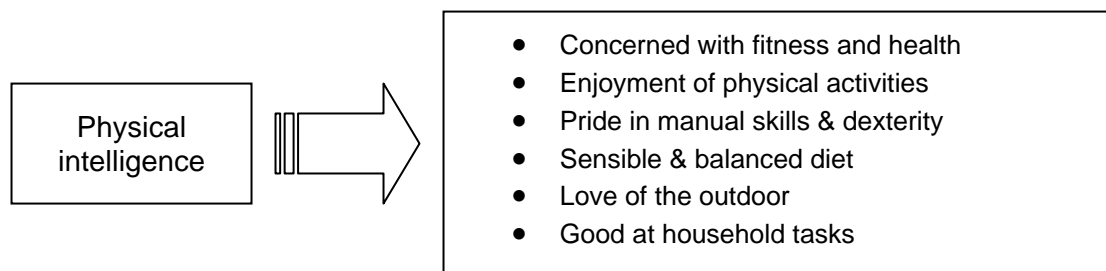 Physical
intelligence
• Concerned with fitness and health
• Enjoyment of physical activities
• Pride in manual skills & dexterity
• Sensible & balanced diet
• Love of the outdoor
• Good at household tasks